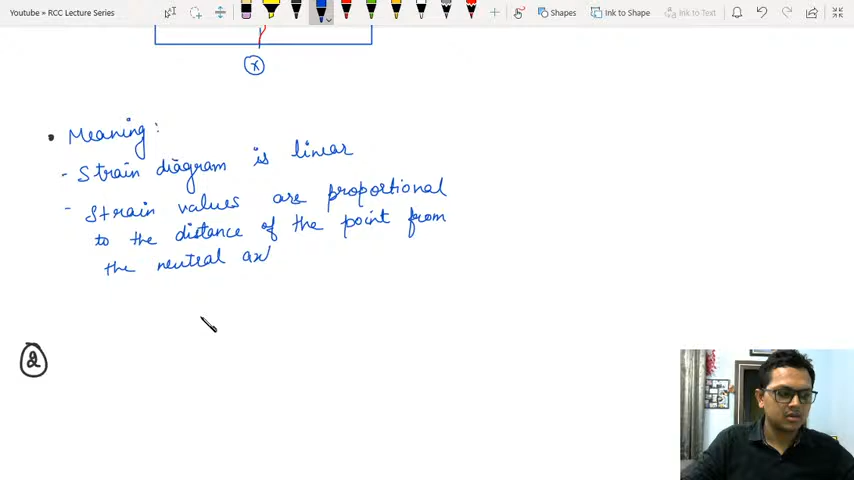 Youtube » RCC Lecture Series
Shapes
Ink to Shape
Ink to Text
x
• Meaning:
- Strain diagram is linear
- Strain values are proportional
to the distance of the point from
the neutral ax
2